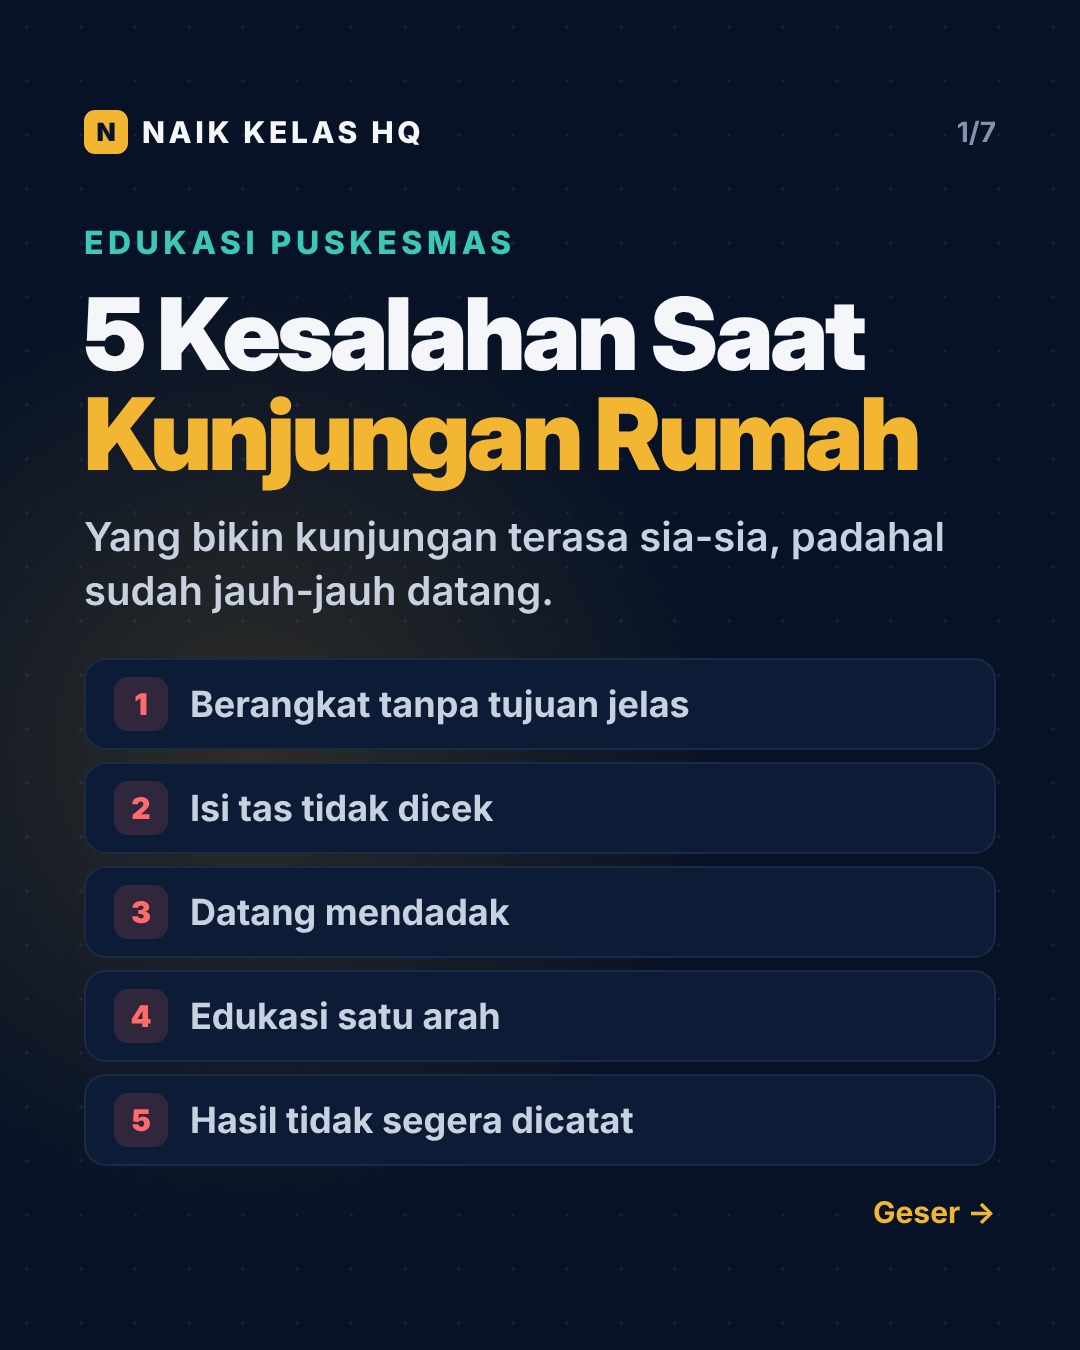 N NAIK KELAS HQ
1/7
EDUKASI PUSKESMAS
5 Kesalahan Saat
Kunjungan Rumah
Yang bikin kunjungan terasa sia-sia, padahal
sudah jauh-jauh datang.
1 Berangkat tanpa tujuan jelas
2 Isi tas tidak dicek
3 Datang mendadak
4 Edukasi satu arah
5 Hasil tidak segera dicatat
Geser →